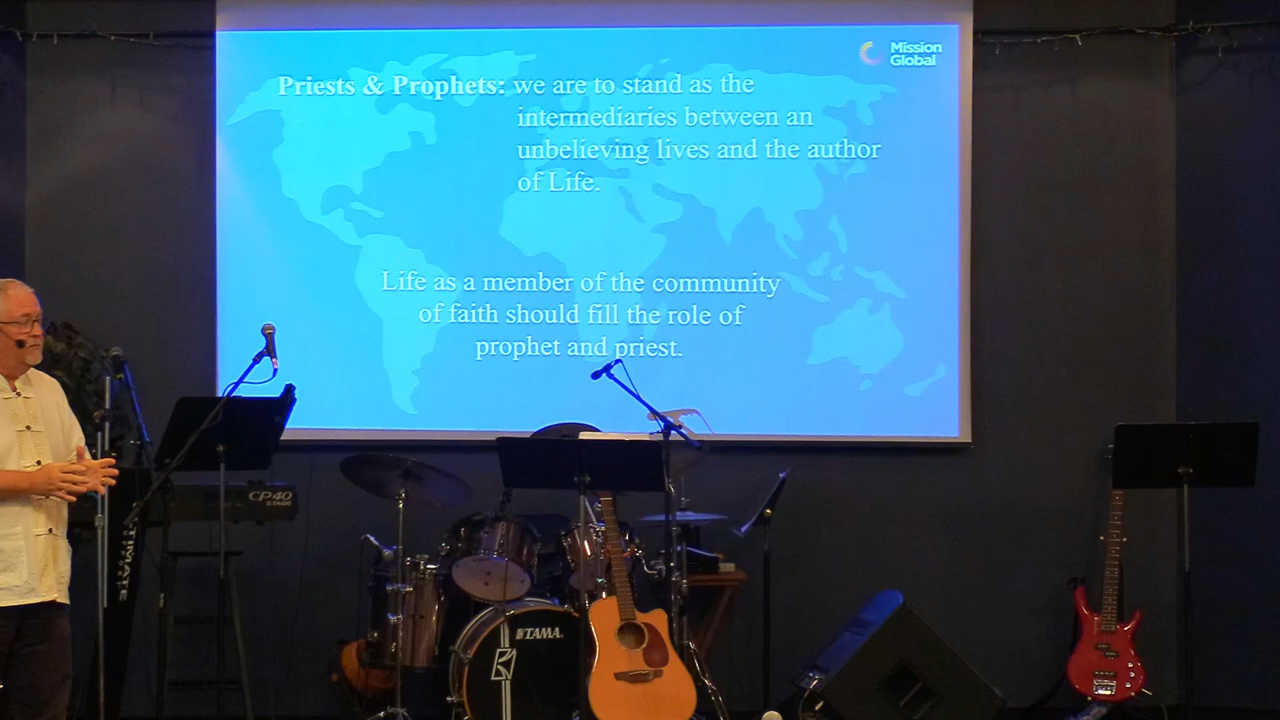 Mission
Global
Priests & Prophets: we are to stand as the
intermediaries between an
unbelieving lives and the author
of Life.
Life as a member of the community
of faith should fill the role of
prophet and priest.
CP40
STAGE
TAMA.